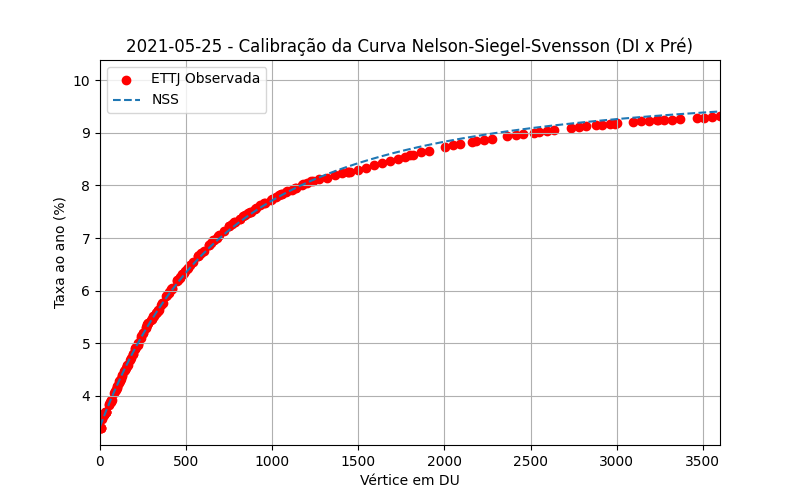 2021-05-25 - Calibração da Curva Nelson-Siegel-Svensson (DI x Pré)
ETTJ Observada
NSS
Taxa ao ano (%)
10
9
8
7
6
5
4
0 500 1000 1500 2000 2500 3000 3500
Vértice em DU